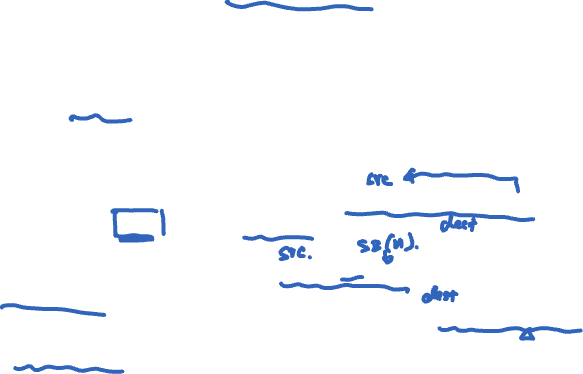 src
dest
src. sz(n).
dest